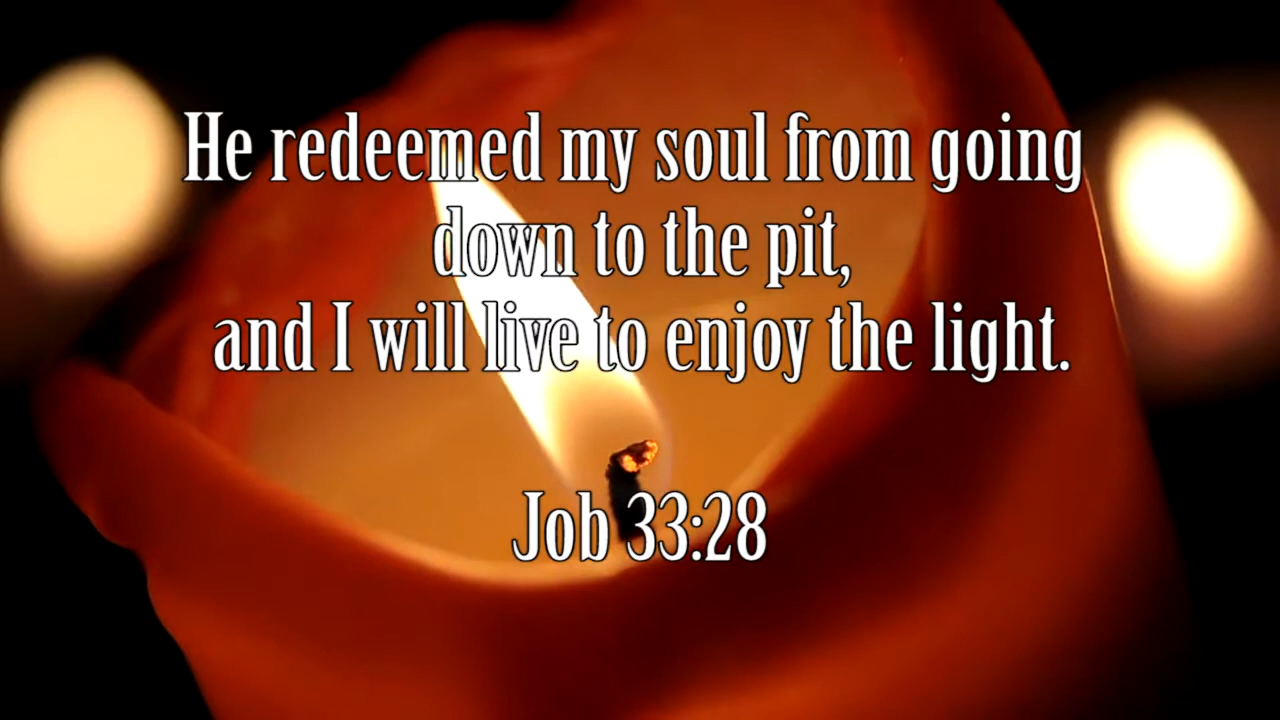 He redeemed my soul from going
down to the pit,
and I will live to enjoy the light.
Job 33:28